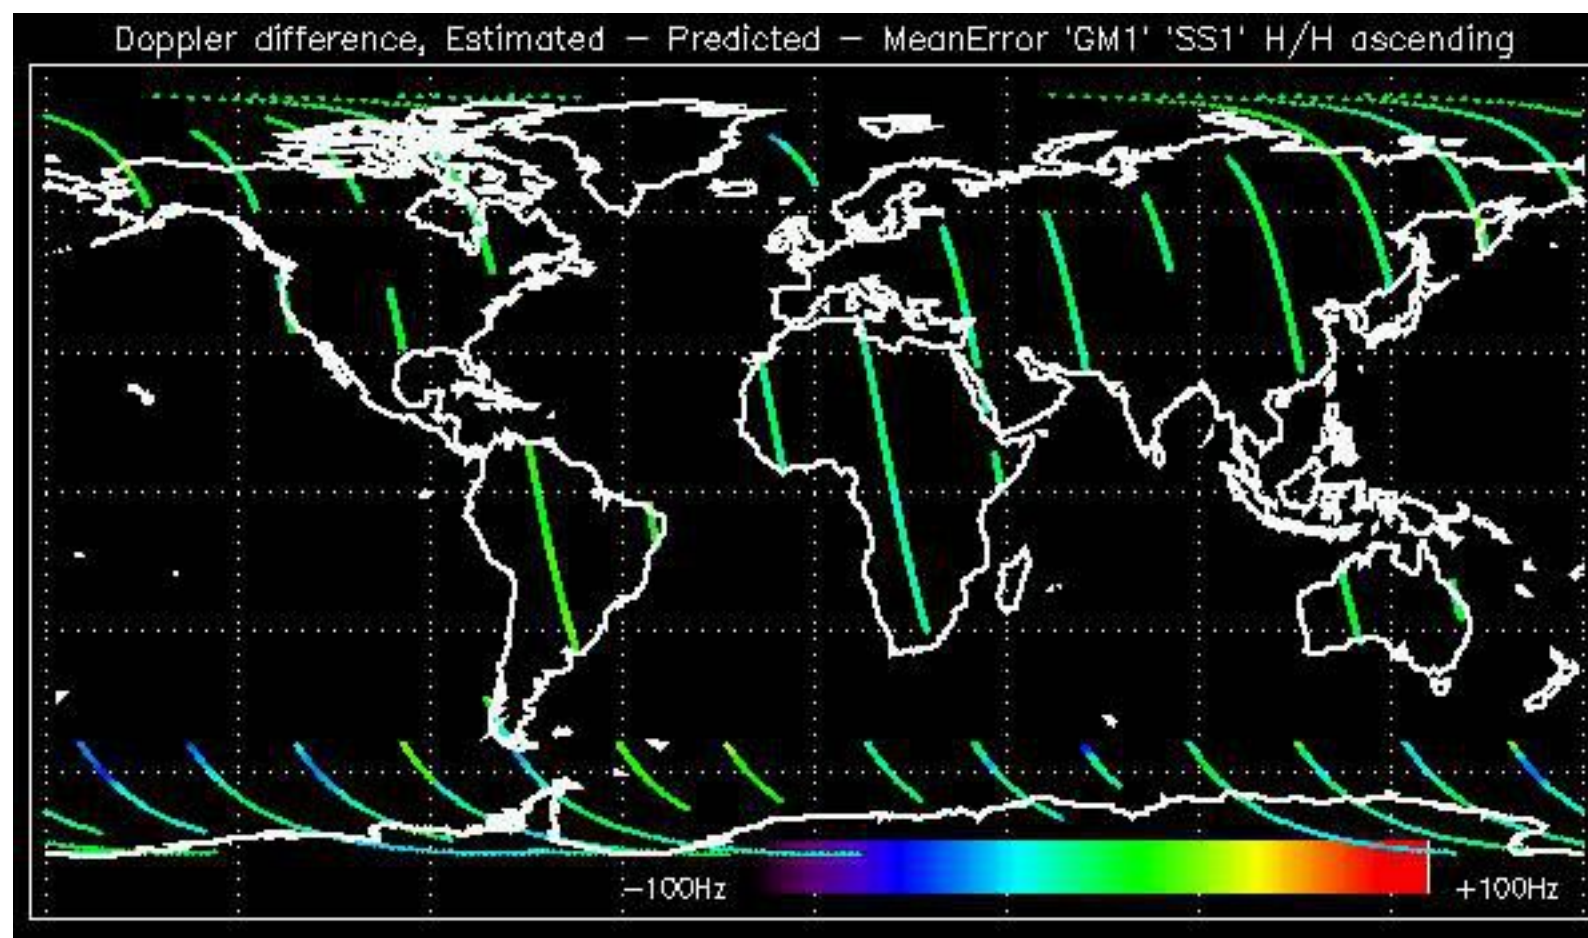 Doppler difference, Estimated − Predicted − MeanError 'GM1' 'SS1' H/H ascending
−100Hz
+100Hz